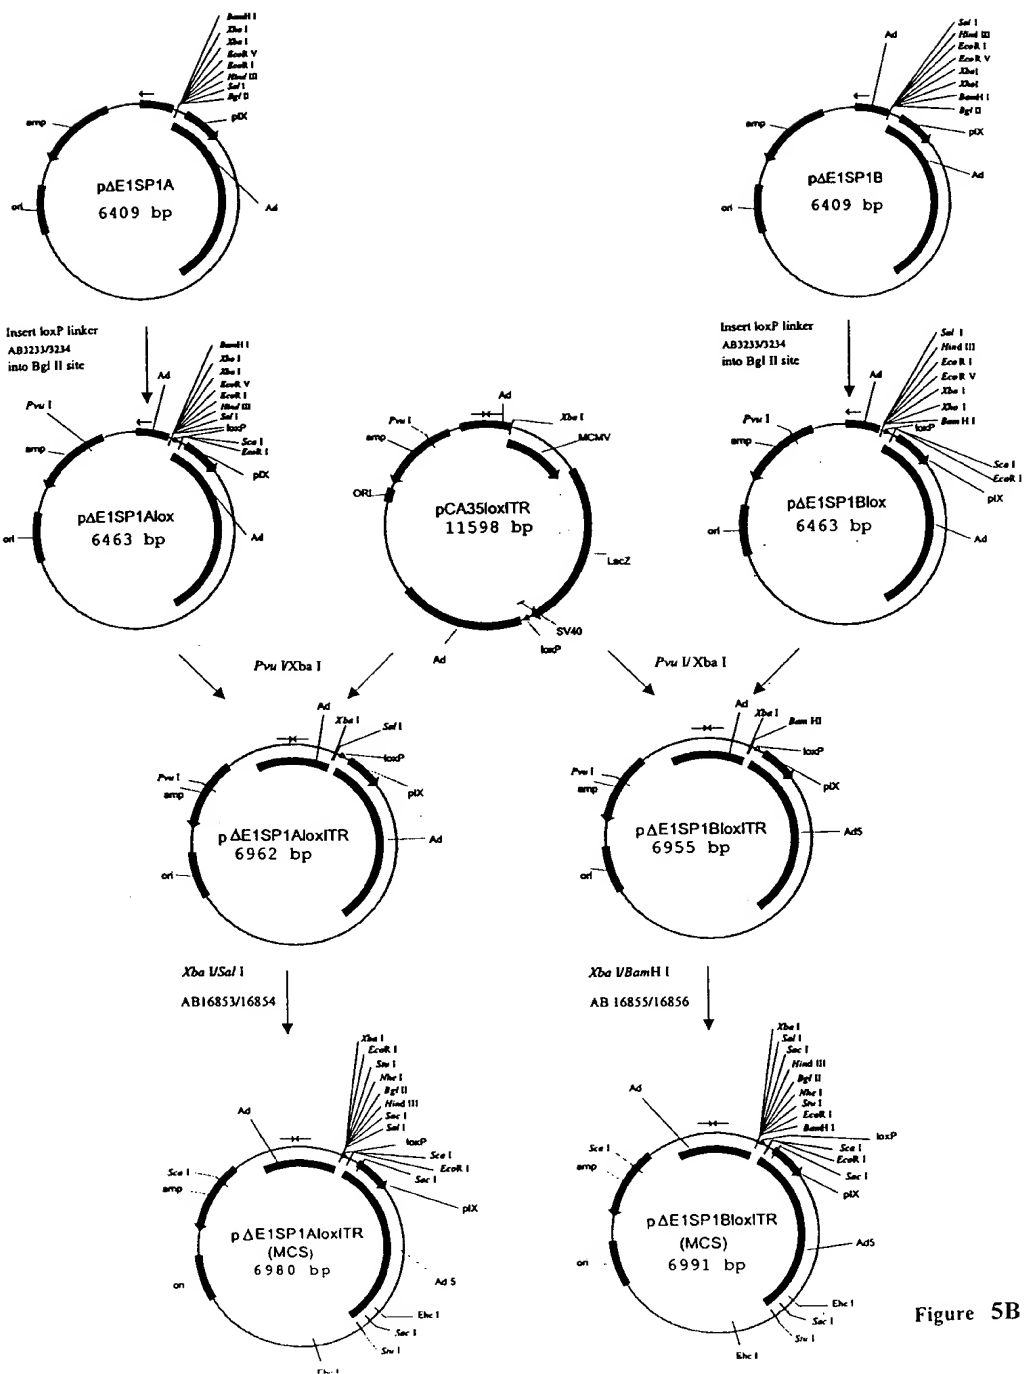 BamH I
Xho I
Xba I
EcoR V
EcoR I
Hind III
Sal I
Bgl II
pIX
amp
pΔE1SP1A
6409 bp
ori
Ad
Ad
Sal I
Hind III
EcoR I
EcoR V
Xba I
Xho I
BamH I
Bgl II
pIX
amp
pΔE1SP1B
6409 bp
Ad
ori
Insert loxP linker
AB3233/3234
into Bgl II site
Insert loxP linker
AB3233/3234
into Bgl II site
BamH I
Xho I
Xba I
EcoR V
EcoR I
Hind III
Sal I
loxP
Sca I
EcoR I
pIX
Ad
Pvu I
amp
pΔE1SP1Alox
6463 bp
ori
Ad
Ad
Pvu I
Xba I
amp
MCMV
ORI
pCA35loxITR
11598 bp
LacZ
SV40
loxP
Ad
Sal I
Hind III
EcoR I
EcoR V
Xba I
Xho I
BamH I
Ad
Pvu I
loxP
amp
Sca I
EcoR I
pIX
pΔE1SP1Blox
6463 bp
ori
Ad
Pvu I/Xba I
Pvu I/Xba I
Ad
Xba I
Sal I
loxP
Pvu I
amp
pIX
pΔE1SP1AloxITR
6962 bp
Ad
ori
Ad
Xba I
Bam HI
loxP
Pvu I
amp
pIX
pΔE1SP1BloxITR
6955 bp
Ad5
ori
Xba I/Sal I
AB16853/16854
Xba I/BamH I
AB 16855/16856
Xba I
EcoR I
Stu I
Nhe I
Bgl II
Hind III
Sac I
Sal I
Ad
loxP
Sca I
EcoR I
Sac I
pIX
Sca I
amp
pΔE1SP1AloxITR
(MCS)
6980 bp
Ad 5
ori
Ehe I
Sac I
Stu I
Ehe I
Xba I
Sal I
Sac I
Hind III
Bgl II
Nhe I
Stu I
EcoR I
BamH I
Ad
loxP
Sca I
EcoR I
Sac I
pIX
Sca I
amp
pΔE1SP1BloxITR
(MCS)
6991 bp
Ad5
ori
Ehe I
Sac I
Stu I
Ehe I
Figure 5B